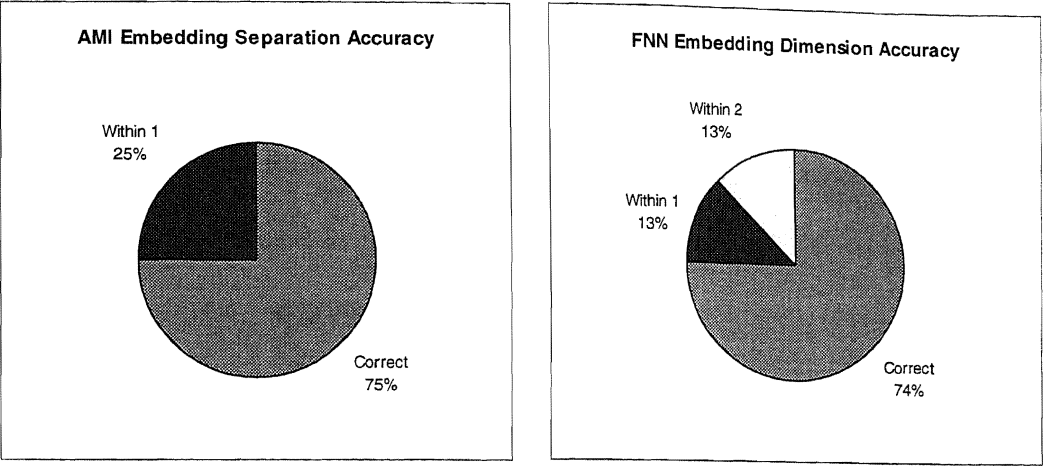 AMI Embedding Separation Accuracy
Within 1
25%
Correct
75%
FNN Embedding Dimension Accuracy
Within 2
13%
Within 1
13%
Correct
74%